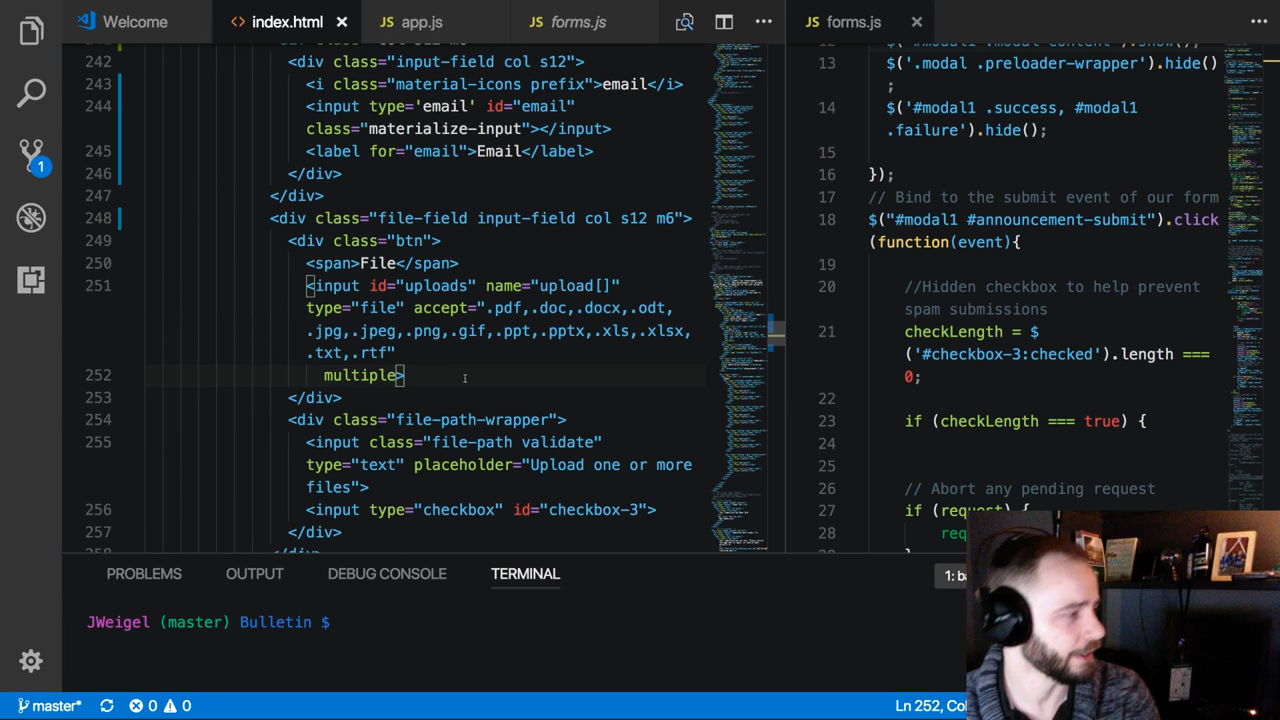 Welcome
<> index.html ×
JS app.js
JS forms.js
•••
JS forms.js ×
•••
242 <div class="input-field col s12">
243 <i class="material-icons prefix">email</i>
244 <input type='email' id="email"
class="materialize-input"></input>
245 <label for="email">Email</label>
246 </div>
247 </div>
248 <div class="file-field input-field col s12 m6">
249 <div class="btn">
250 <span>File</span>
251 <input id="uploads" name="upload[]"
type="file" accept=".pdf,.doc,.docx,.odt,
.jpg,.jpeg,.png,.gif,.ppt,.pptx,.xls,.xlsx,
.txt,.rtf"
252 multiple>
253 </div>
254 <div class="file-path-wrapper">
255 <input class="file-path validate"
type="text" placeholder="Upload one or more
files">
256 <input type="checkbox" id="checkbox-3">
257 </div>
12 $('#modal1 .modal-content').show();
13 $('.modal .preloader-wrapper').hide()
;
14 $('#modal1 .success, #modal1
.failure').hide();
15
16 });
17 // Bind to the submit event of our form
18 $("#modal1 #announcement-submit").click
(function(event){
19
20 //Hidden checkbox to help prevent
spam submissions
21 checkLength = $
('#checkbox-3:checked').length ===
0;
22
23 if (checkLength === true) {
24
25
26 // Abort any pending request
27 if (request) {
28 req
1
PROBLEMS OUTPUT DEBUG CONSOLE TERMINAL
1: ba
JWeigel (master) Bulletin $
master* 0 0
Ln 252, Co